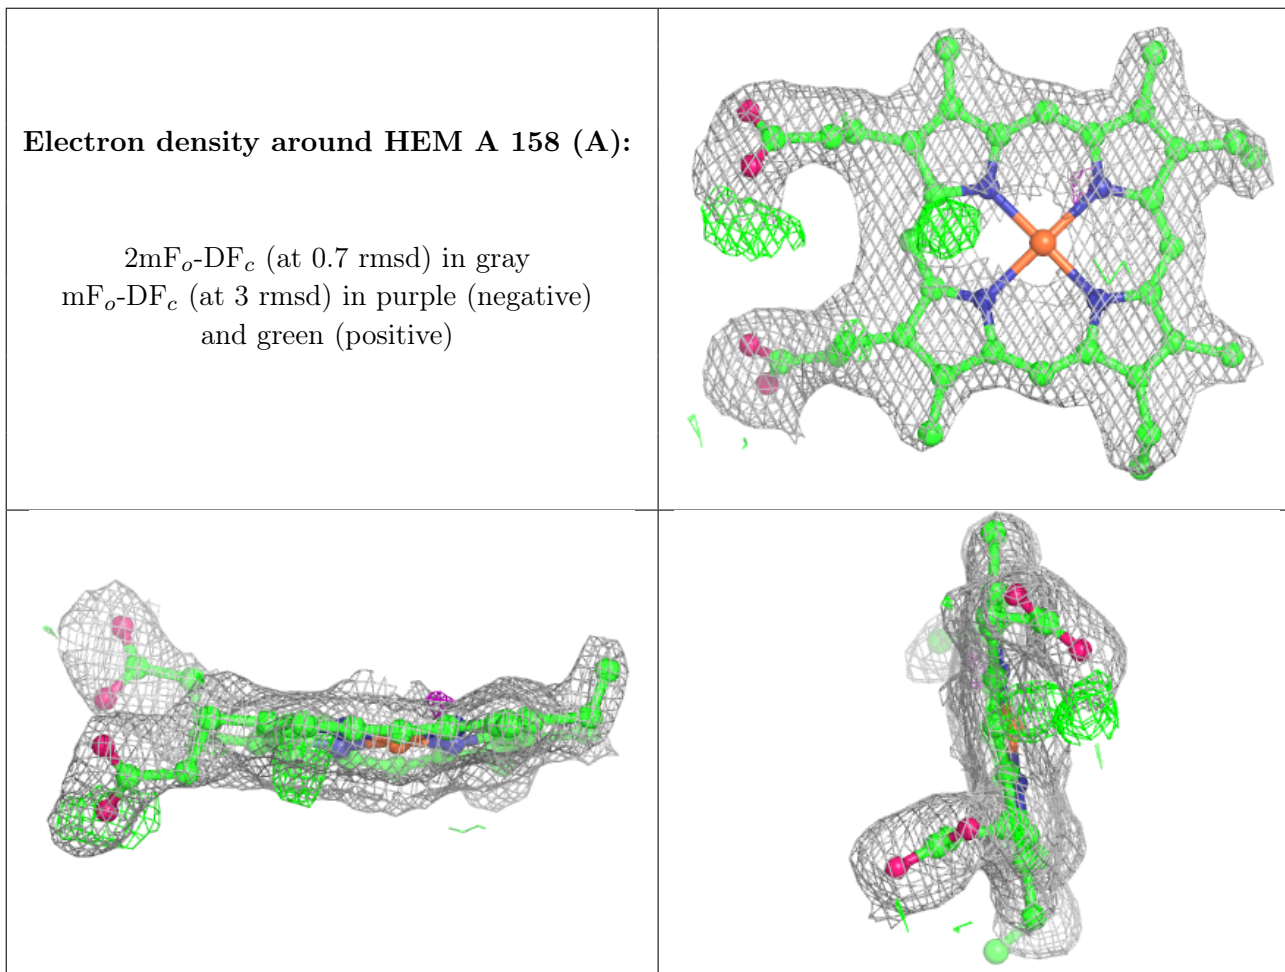 Electron density around HEM A 158 (A):
2mFo-DFc (at 0.7 rmsd) in gray
mFo-DFc (at 3 rmsd) in purple (negative)
and green (positive)